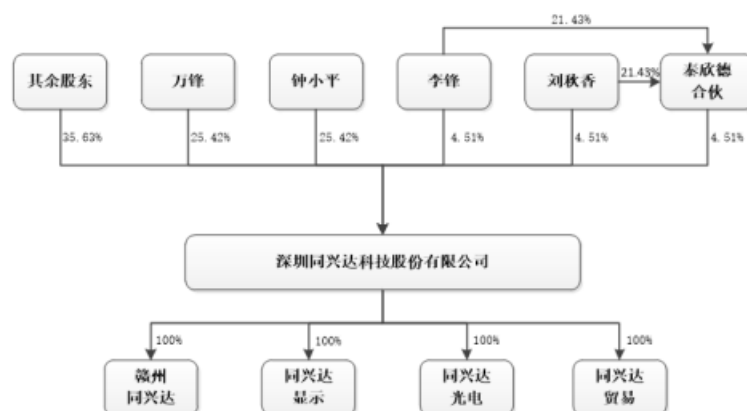 21.43%
其余股东
万锋
钟小平
李锋
刘秋香
21.43%
泰欣德
合伙
35.63%
25.42%
25.42%
4.51%
4.51%
4.51%
深圳同兴达科技股份有限公司
100%
100%
100%
100%
赣州
同兴达
同兴达
显示
同兴达
光电
同兴达
贸易